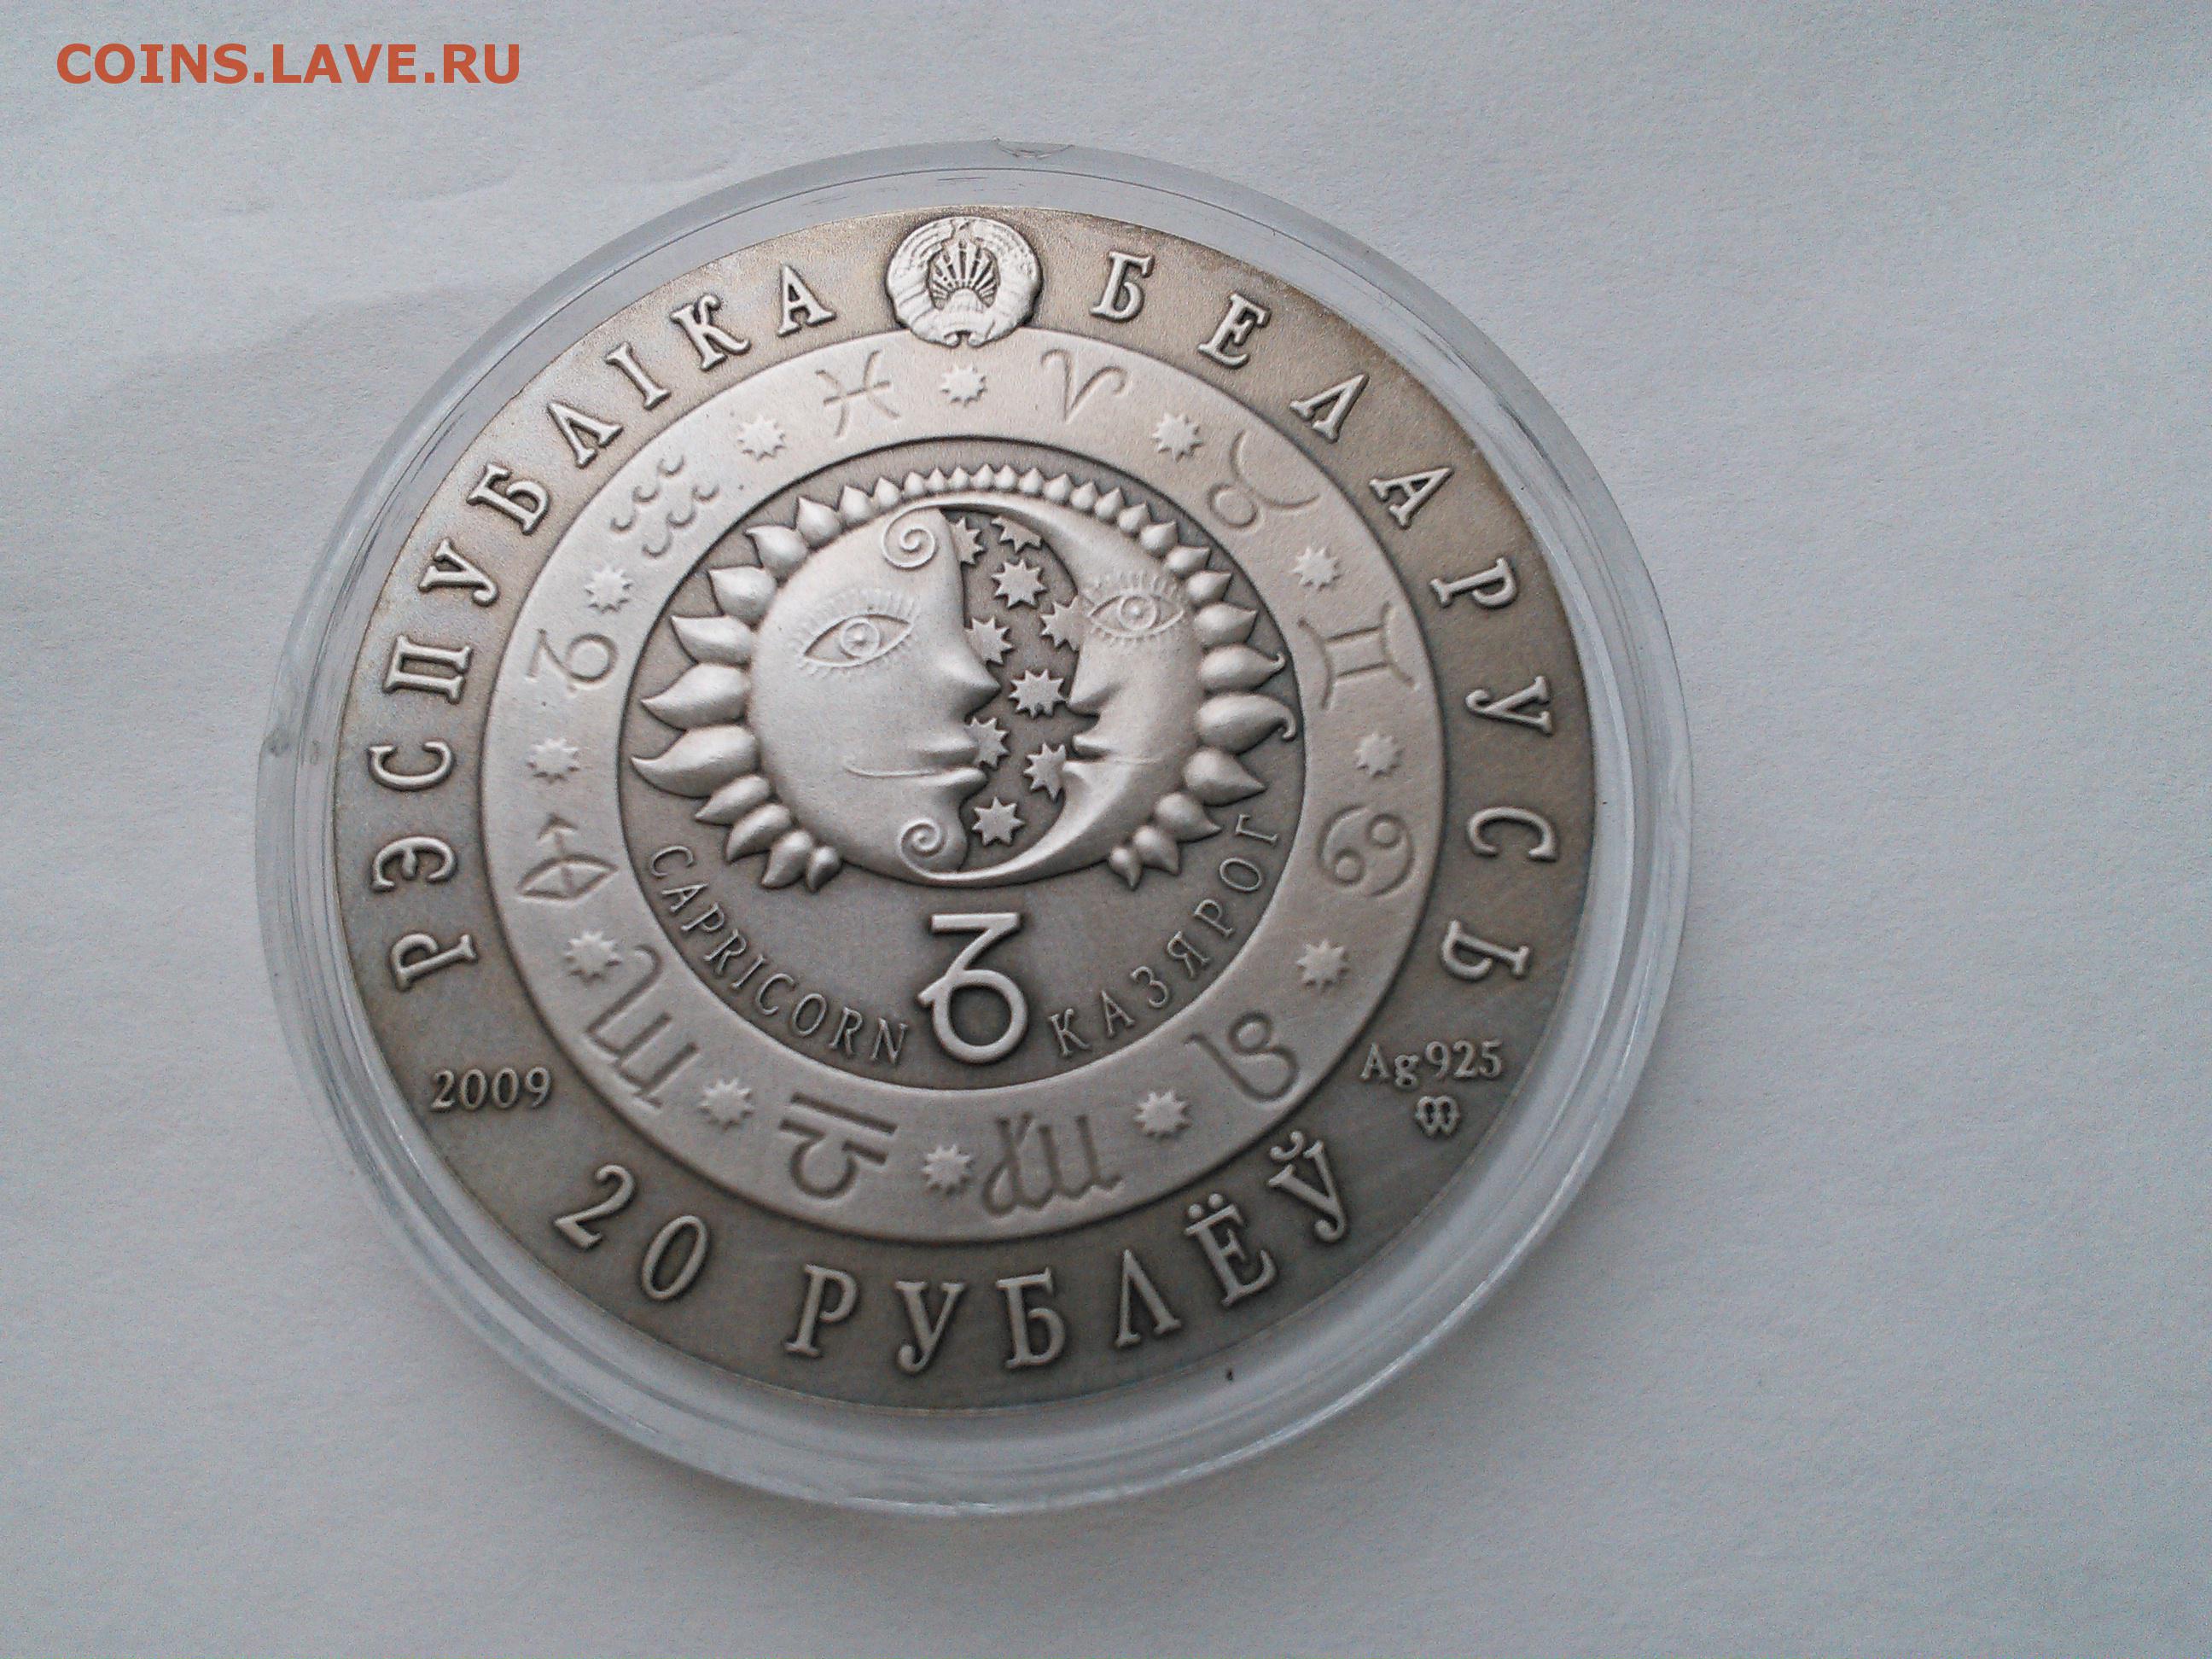 COINS.LAVE.RU
РЭСПУБЛІКА БЕЛАРУСЬ
CAPRICORN КАЗЯРОГ
2009
Ag 925
20 РУБЛЁЎ